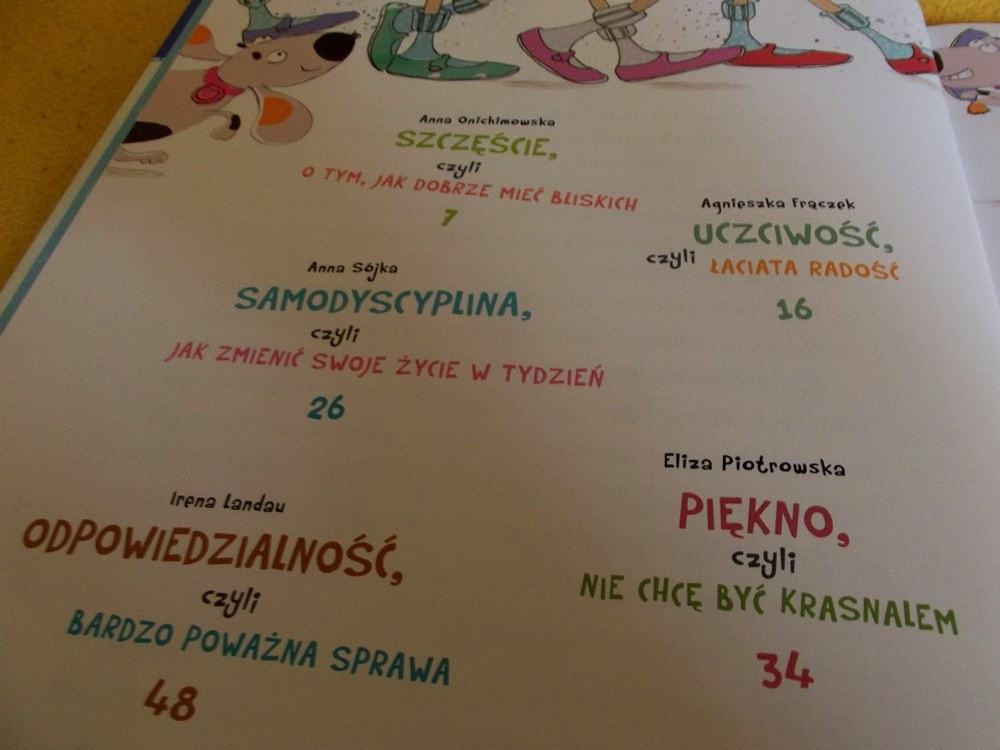 Anna Onichimowska
SZCZĘŚCIE,
czyli
O TYM, JAK DOBRZE MIEĆ BLISKICH
7
Agnieszka Frączek
UCZCIWOŚĆ,
czyli ŁACIATA RADOŚĆ
16
Anna Sójka
SAMODYSCYPLINA,
czyli
JAK ZMIENIĆ SWOJE ŻYCIE W TYDZIEŃ
26
Eliza Piotrowska
PIĘKNO,
czyli
NIE CHCĘ BYĆ KRASNALEM
34
Irena Landau
ODPOWIEDZIALNOŚĆ,
czyli
BARDZO POWAŻNA SPRAWA
48